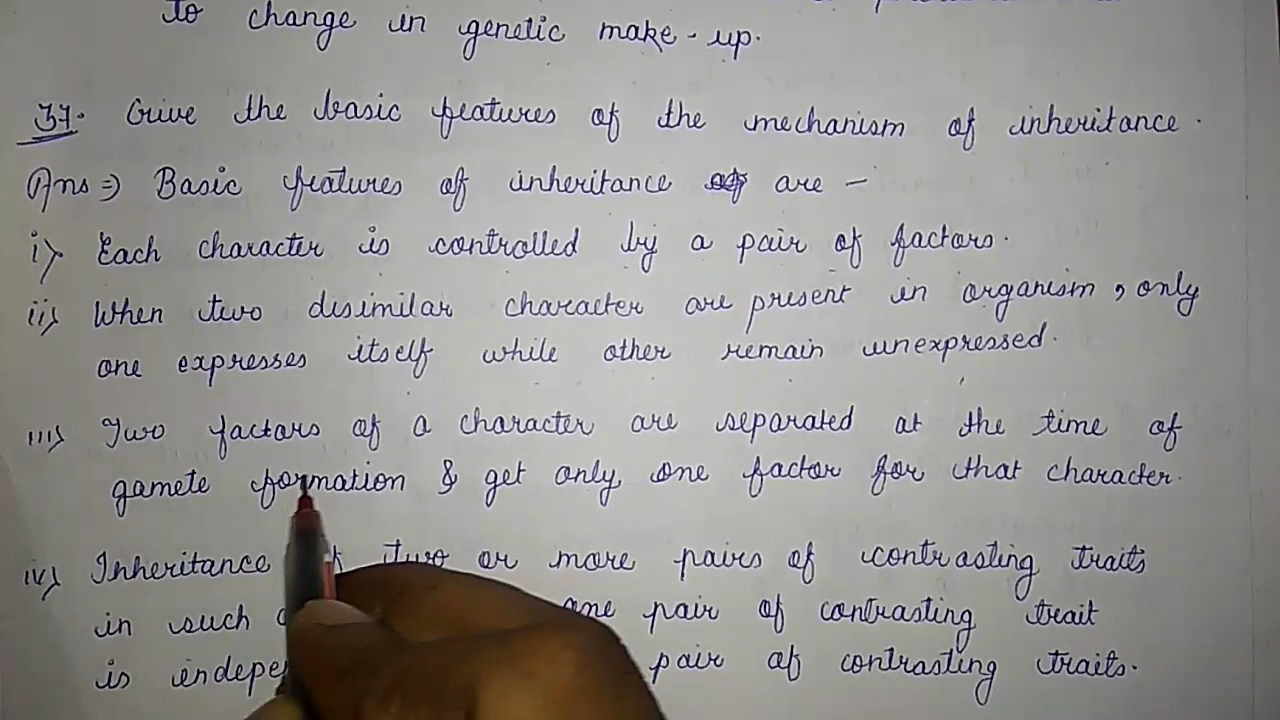 to change in genetic make-up.
37. Give the basic features of the mechanism of inheritance.
Ans ⇒ Basic features of inheritance are –
i) Each character is controlled by a pair of factors.
ii) When two disimilar character are present in organism, only
one expresses itself while other remain unexpressed.
iii) Two factors of a character are separated at the time of
gamete formation & get only one factor for that character.
iv) Inheritance two or more pairs of contrasting traits
in such one pair of contrasting trait
is pair of contrasting traits.